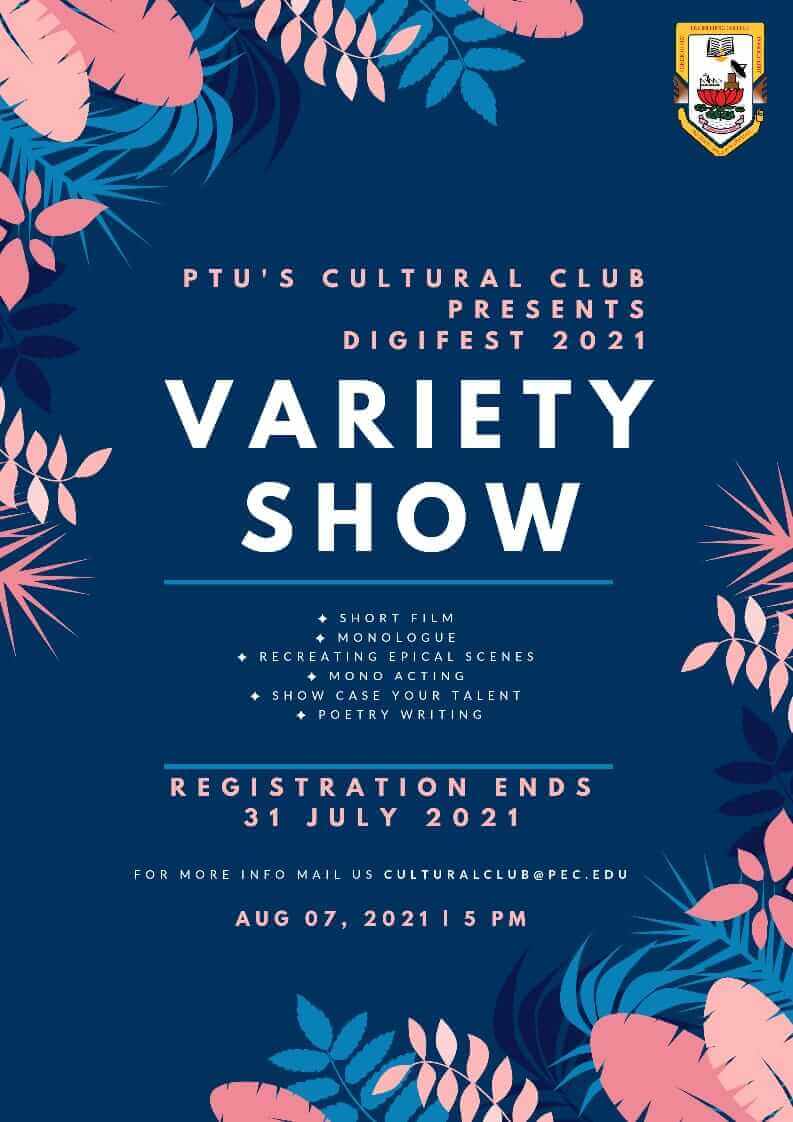 PTU'S CULTURAL CLUB
PRESENTS
DIGIFEST 2021
VARIETY
SHOW
✦ SHORT FILM
✦ MONOLOGUE
✦ RECREATING EPICAL SCENES
✦ MONO ACTING
✦ SHOW CASE YOUR TALENT
✦ POETRY WRITING
REGISTRATION ENDS
31 JULY 2021
FOR MORE INFO MAIL US CULTURALCLUB@PEC.EDU
AUG 07, 2021 | 5 PM